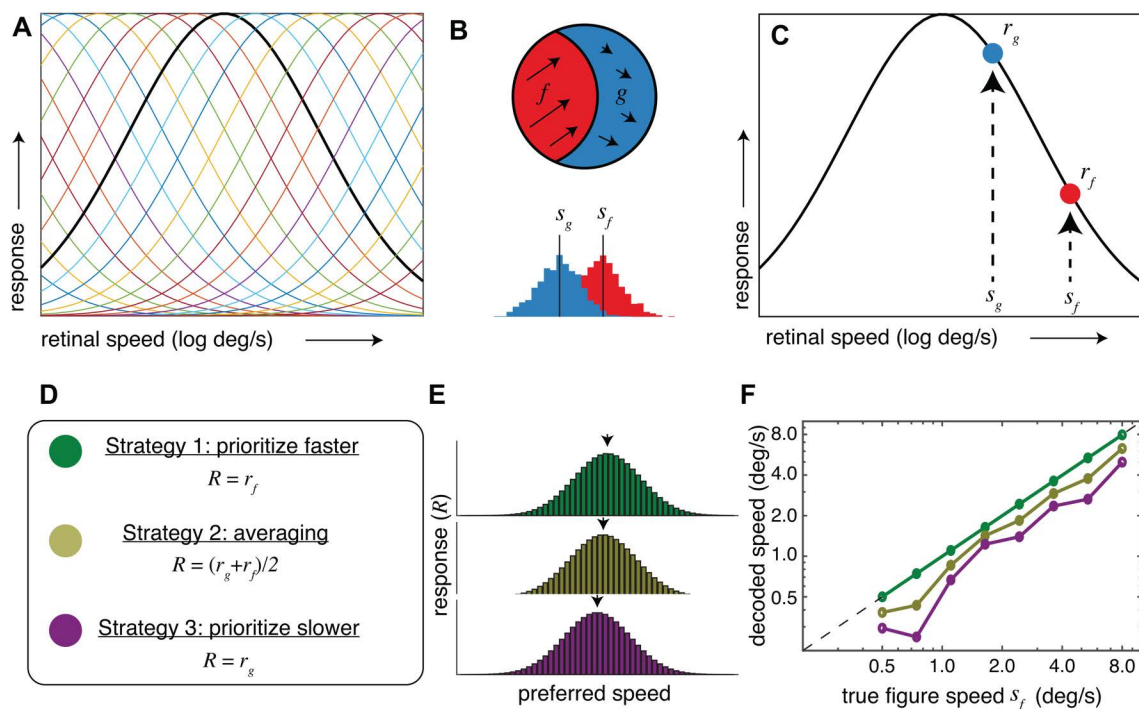 A
response
retinal speed (log deg/s)
B
f
g
s_g
s_f
C
response
r_g
r_f
s_g
s_f
retinal speed (log deg/s)
D
Strategy 1: prioritize faster
R = r_f
Strategy 2: averaging
R = (r_g+r_f)/2
Strategy 3: prioritize slower
R = r_g
E
response (R)
preferred speed
F
decoded speed (deg/s)
8.0
4.0
2.0
1.0
0.5
0.5 1.0 2.0 4.0 8.0
true figure speed s_f (deg/s)